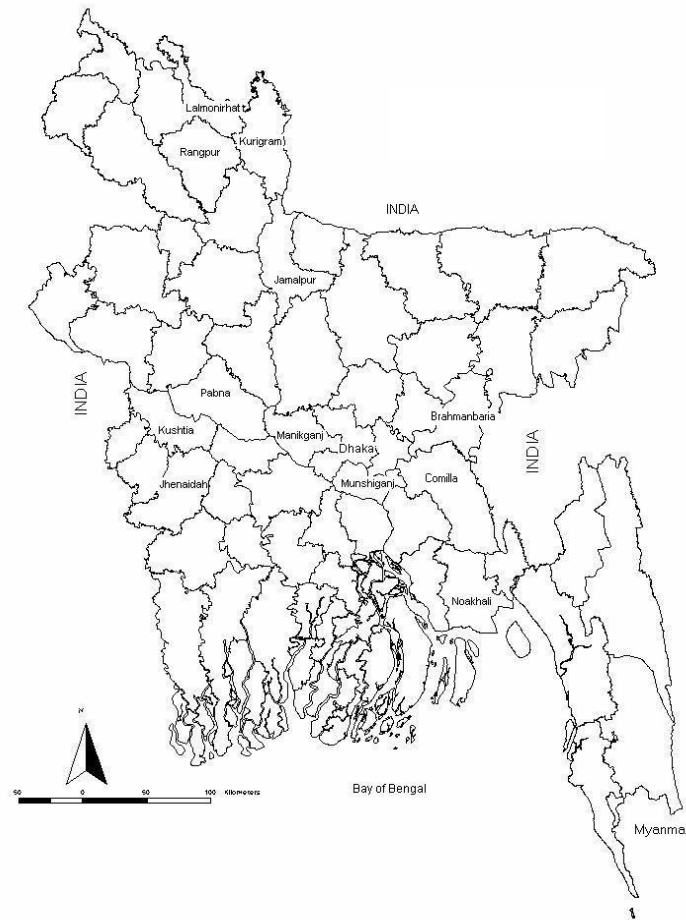 Lalmonirhat
Kurigram
Rangpur
INDIA
Jamalpur
Pabna
INDIA
Brahmanbaria
Kushtia
Manikganj
Dhaka
INDIA
Comilla
Jhenaidah
Munshiganj
Noakhali
N
50 0 50 100 Kilometers
Bay of Bengal
Myanma